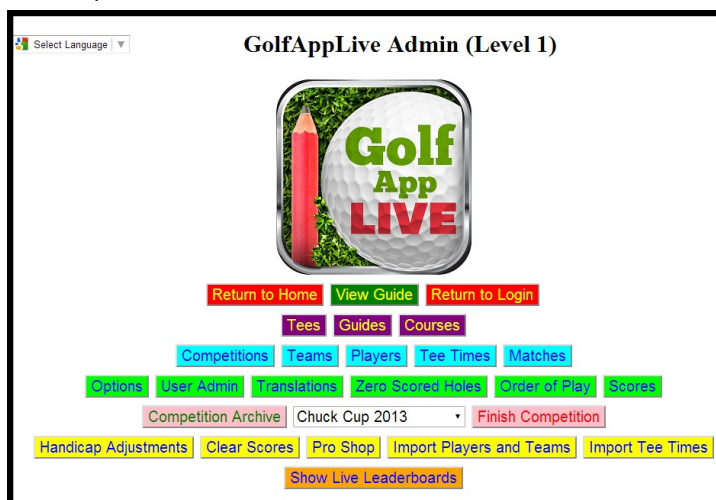 Select Language ▼
GolfAppLive Admin (Level 1)
Golf
App
LIVE
Return to Home View Guide Return to Login
Tees Guides Courses
Competitions Teams Players Tee Times Matches
Options User Admin Translations Zero Scored Holes Order of Play Scores
Competition Archive Chuck Cup 2013 Finish Competition
Handicap Adjustments Clear Scores Pro Shop Import Players and Teams Import Tee Times
Show Live Leaderboards